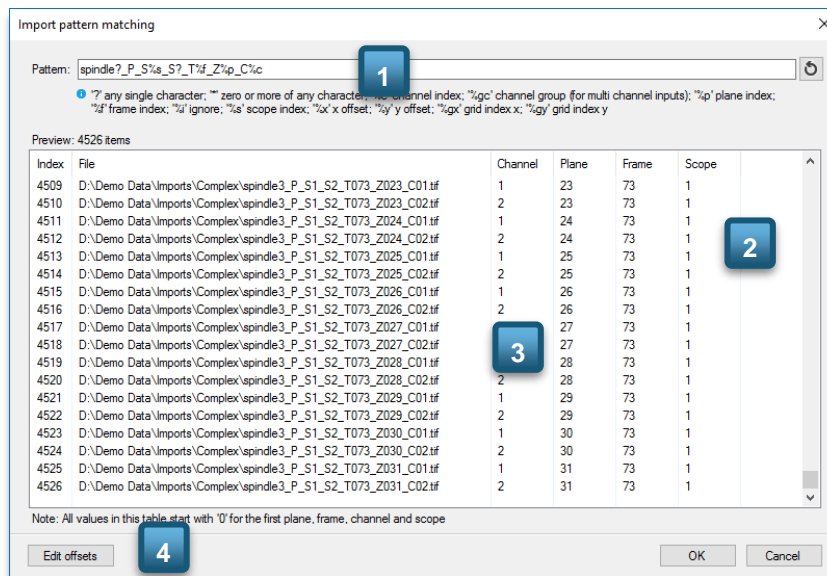 Import pattern matching
Pattern: spindle?_P_S%s_S?_T%f_Z%p_C%c
1
'?' any single character; '*' zero or more of any character; channel index; '%gc' channel group (for multi channel inputs); '%p' plane index;
'%f' frame index; '%i' ignore; '%s' scope index; '%x' x offset; '%y' y offset; '%gx' grid index x; '%gy' grid index y
Preview: 4526 items
Index File Channel Plane Frame Scope
4509 D:\Demo Data\Imports\Complex\spindle3_P_S1_S2_T073_Z023_C01.tif 1 23 73 1
4510 D:\Demo Data\Imports\Complex\spindle3_P_S1_S2_T073_Z023_C02.tif 2 23 73 1
4511 D:\Demo Data\Imports\Complex\spindle3_P_S1_S2_T073_Z024_C01.tif 1 24 73 1
4512 D:\Demo Data\Imports\Complex\spindle3_P_S1_S2_T073_Z024_C02.tif 2 24 73 1
2
4513 D:\Demo Data\Imports\Complex\spindle3_P_S1_S2_T073_Z025_C01.tif 1 25 73 1
4514 D:\Demo Data\Imports\Complex\spindle3_P_S1_S2_T073_Z025_C02.tif 2 25 73 1
4515 D:\Demo Data\Imports\Complex\spindle3_P_S1_S2_T073_Z026_C01.tif 1 26 73 1
4516 D:\Demo Data\Imports\Complex\spindle3_P_S1_S2_T073_Z026_C02.tif 2 26 73 1
4517 D:\Demo Data\Imports\Complex\spindle3_P_S1_S2_T073_Z027_C01.tif 27 73 1
4518 D:\Demo Data\Imports\Complex\spindle3_P_S1_S2_T073_Z027_C02.tif 27 73 1
3
4519 D:\Demo Data\Imports\Complex\spindle3_P_S1_S2_T073_Z028_C01.tif 28 73 1
4520 D:\Demo Data\Imports\Complex\spindle3_P_S1_S2_T073_Z028_C02.tif 2 28 73 1
4521 D:\Demo Data\Imports\Complex\spindle3_P_S1_S2_T073_Z029_C01.tif 1 29 73 1
4522 D:\Demo Data\Imports\Complex\spindle3_P_S1_S2_T073_Z029_C02.tif 2 29 73 1
4523 D:\Demo Data\Imports\Complex\spindle3_P_S1_S2_T073_Z030_C01.tif 1 30 73 1
4524 D:\Demo Data\Imports\Complex\spindle3_P_S1_S2_T073_Z030_C02.tif 2 30 73 1
4525 D:\Demo Data\Imports\Complex\spindle3_P_S1_S2_T073_Z031_C01.tif 1 31 73 1
4526 D:\Demo Data\Imports\Complex\spindle3_P_S1_S2_T073_Z031_C02.tif 2 31 73 1
Note: All values in this table start with '0' for the first plane, frame, channel and scope
Edit offsets 4 OK Cancel